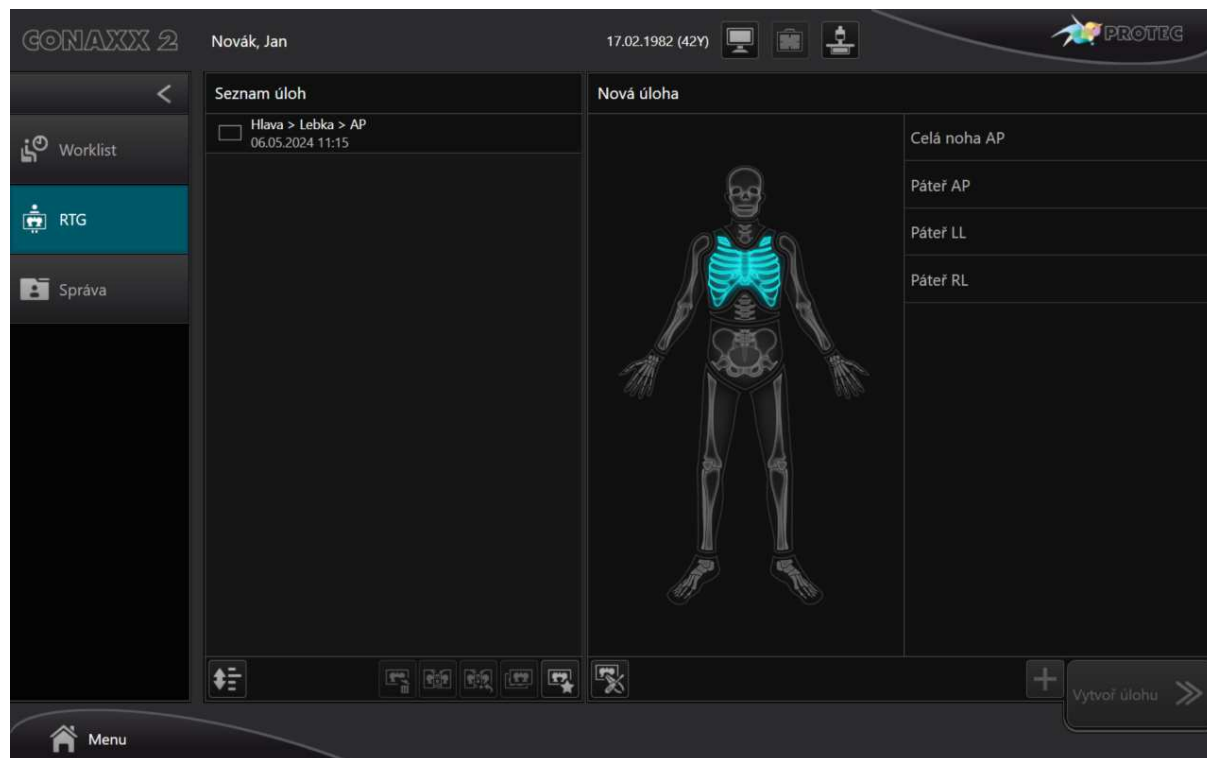 CONAXX 2
Novák, Jan
17.02.1982 (42Y)
PROTEC
Seznam úloh
Nová úloha
Worklist
RTG
Správa
Hlava > Lebka > AP
06.05.2024 11:15
Celá noha AP
Páteř AP
Páteř LL
Páteř RL
Vytvoř úlohu
Menu